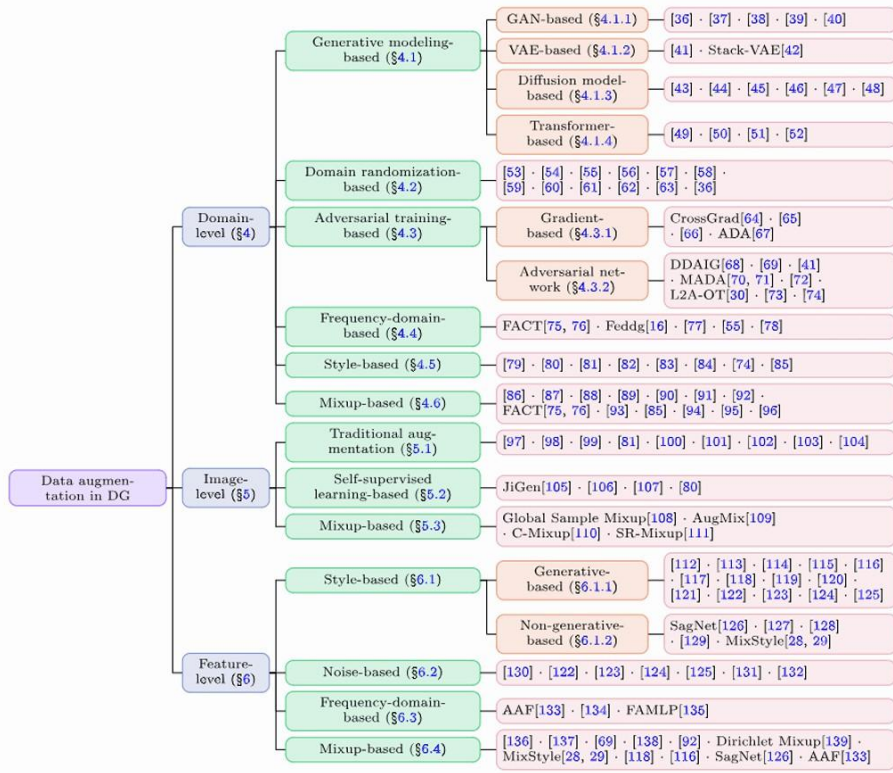 Data augmen-
tation in DG
Domain-
level (§4)
Generative modeling-
based (§4.1)
GAN-based (§4.1.1)
[36] · [37] · [38] · [39] · [40]
VAE-based (§4.1.2)
[41] · Stack-VAE[42]
Diffusion model-
based (§4.1.3)
[43] · [44] · [45] · [46] · [47] · [48]
Transformer-
based (§4.1.4)
[49] · [50] · [51] · [52]
Domain randomization-
based (§4.2)
[53] · [54] · [55] · [56] · [57] · [58] ·
[59] · [60] · [61] · [62] · [63] · [36]
Adversarial training-
based (§4.3)
Gradient-
based (§4.3.1)
CrossGrad[64] · [65]
· [66] · ADA[67]
Adversarial net-
work (§4.3.2)
DDAIG[68] · [69] · [41]
· MADA[70, 71] · [72] ·
L2A-OT[30] · [73] · [74]
Frequency-domain-
based (§4.4)
FACT[75, 76] · Feddg[16] · [77] · [55] · [78]
Style-based (§4.5)
[79] · [80] · [81] · [82] · [83] · [84] · [74] · [85]
Mixup-based (§4.6)
[86] · [87] · [88] · [89] · [90] · [91] · [92] ·
FACT[75, 76] · [93] · [85] · [94] · [95] · [96]
Image-
level (§5)
Traditional aug-
mentation (§5.1)
[97] · [98] · [99] · [81] · [100] · [101] · [102] · [103] · [104]
Self-supervised
learning-based (§5.2)
JiGen[105] · [106] · [107] · [80]
Mixup-based (§5.3)
Global Sample Mixup[108] · AugMix[109]
· C-Mixup[110] · SR-Mixup[111]
Feature-
level (§6)
Style-based (§6.1)
Generative-
based (§6.1.1)
[112] · [113] · [114] · [115] · [116]
· [117] · [118] · [119] · [120] ·
[121] · [122] · [123] · [124] · [125]
Non-generative-
based (§6.1.2)
SagNet[126] · [127] · [128]
· [129] · MixStyle[28, 29]
Noise-based (§6.2)
[130] · [122] · [123] · [124] · [125] · [131] · [132]
Frequency-domain-
based (§6.3)
AAF[133] · [134] · FAMLP[135]
Mixup-based (§6.4)
[136] · [137] · [69] · [138] · [92] · Dirichlet Mixup[139] ·
MixStyle[28, 29] · [118] · [116] · SagNet[126] · AAF[133]